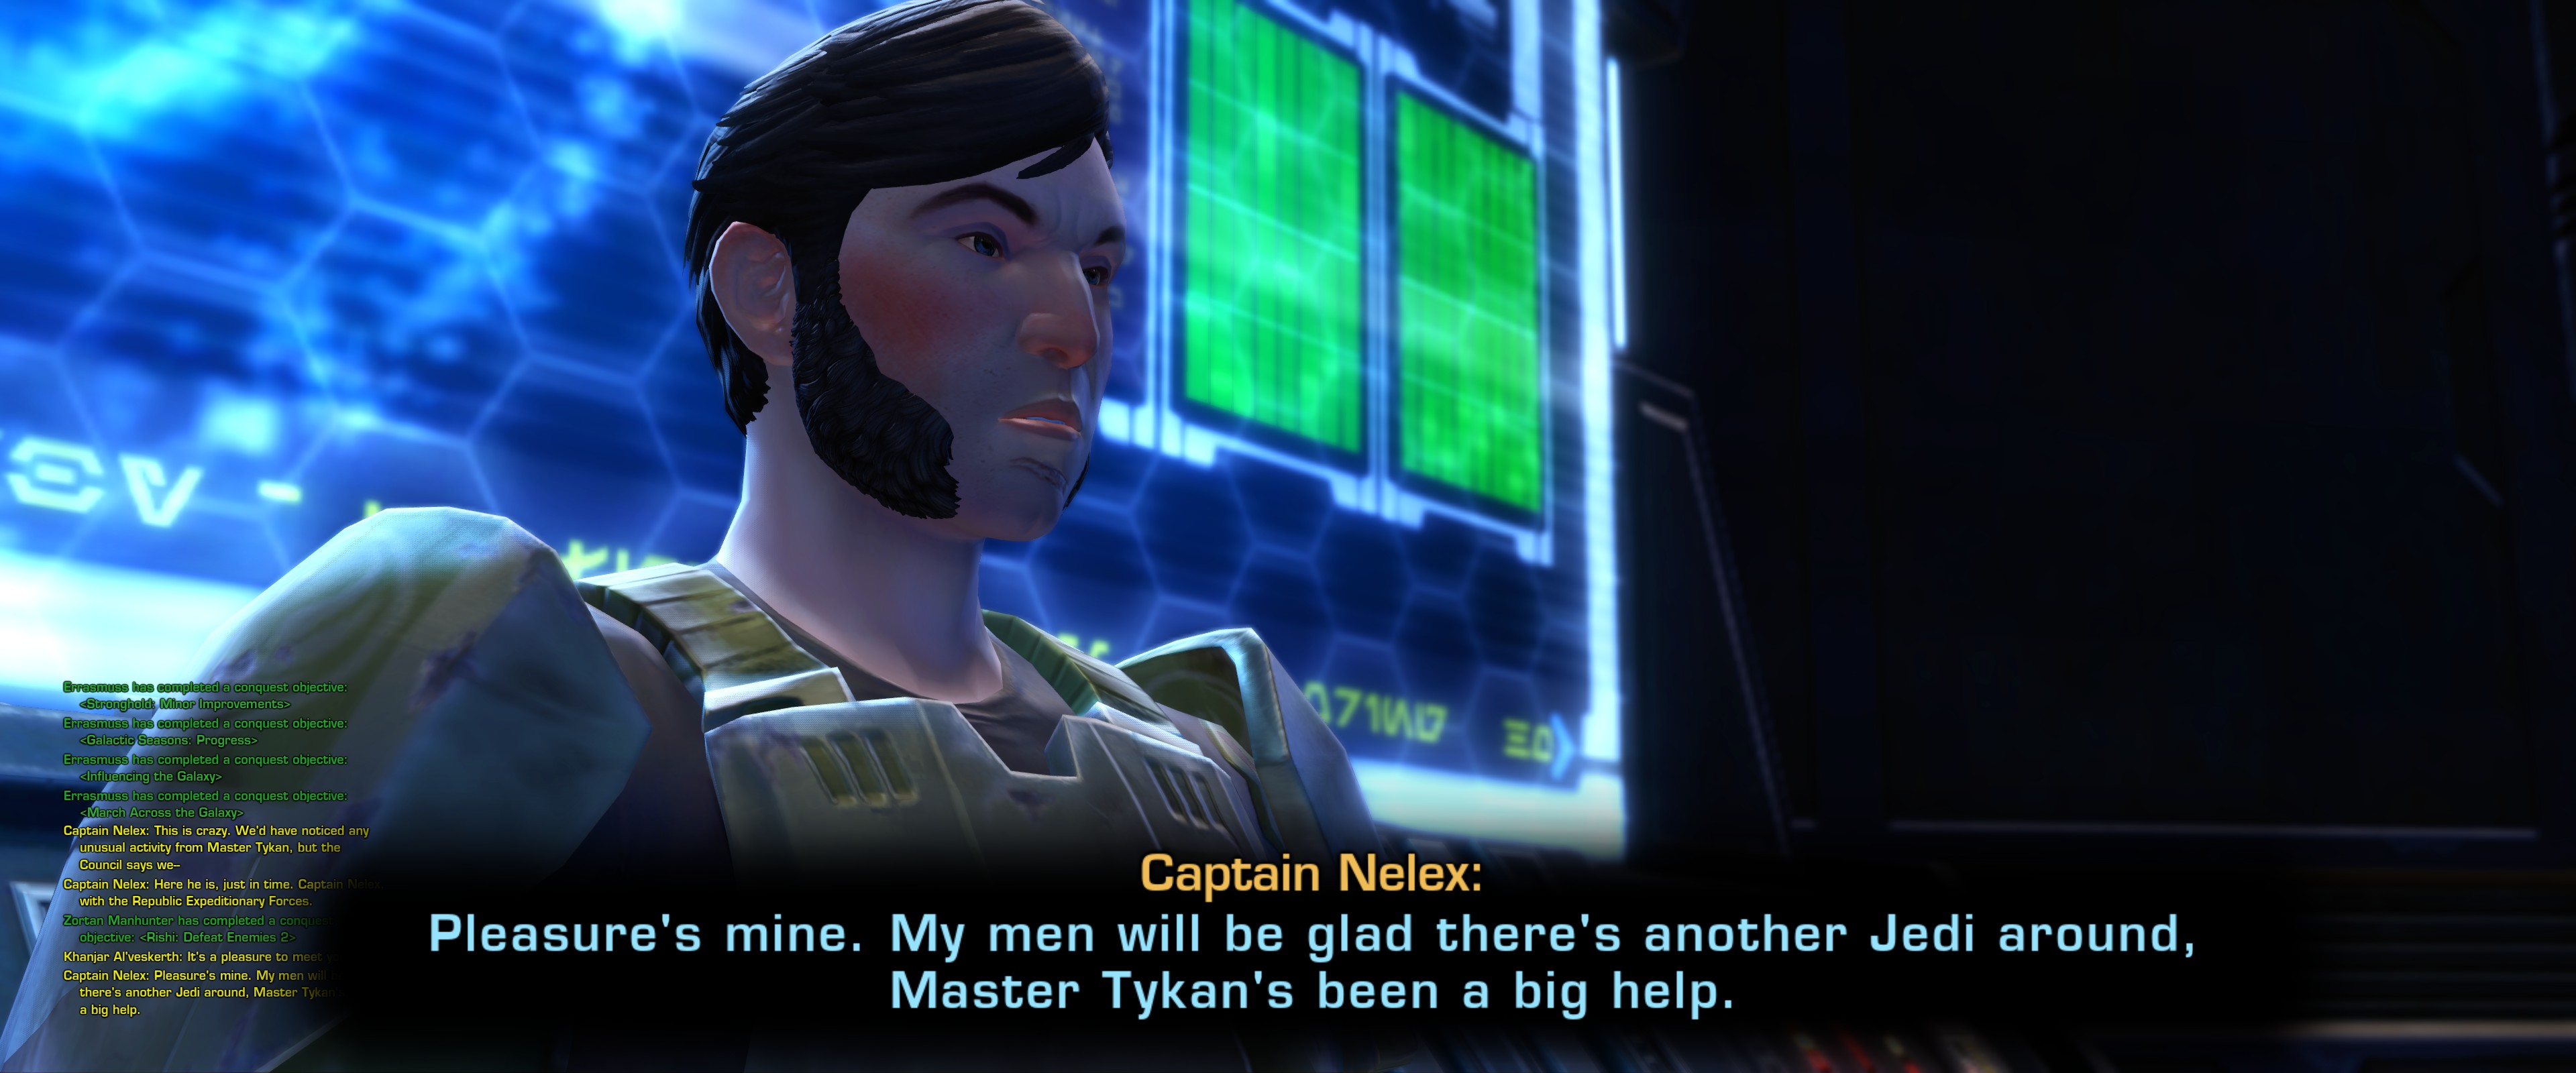 Errasmuss has completed a conquest objective:
<Stronghold: Minor Improvements>
Errasmuss has completed a conquest objective:
<Galactic Seasons: Progress>
Errasmuss has completed a conquest objective:
<Influencing the Galaxy>
Errasmuss has completed a conquest objective:
<March Across the Galaxy>
Captain Nelex: This is crazy. We'd have noticed any
unusual activity from Master Tykan, but the
Council says we–
Captain Nelex: Here he is, just in time. Captain Nelex
with the Republic Expeditionary Forces.
Zortan Manhunter has completed a conquest
objective: <Rishi: Defeat Enemies 2>
Khanjar Al'veskerth: It's a pleasure to meet
Captain Nelex: Pleasure's mine. My men will
there's another Jedi around, Master Tykan's
a big help.
Captain Nelex:
Pleasure's mine. My men will be glad there's another Jedi around,
Master Tykan's been a big help.